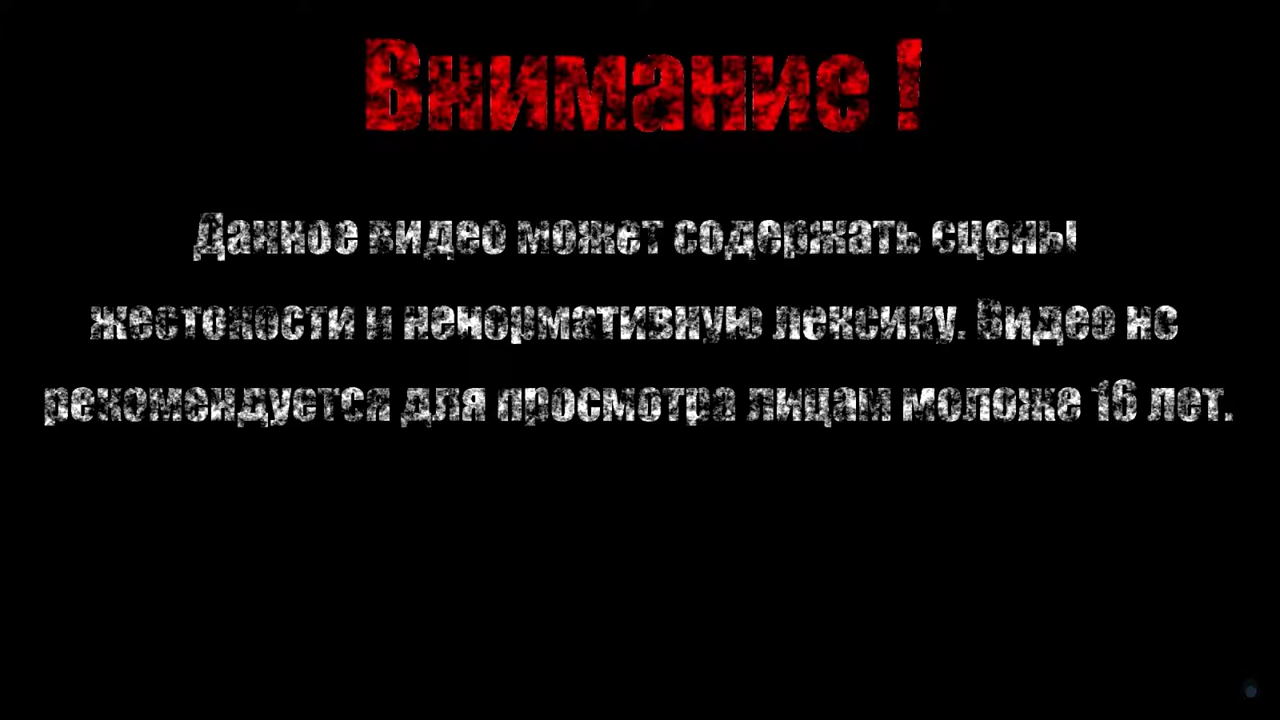 Внимание !
Данное видео может содержать сцены
жестокости и ненормативную лексику. Видео не
рекомендуется для просмотра лицам моложе 16 лет.